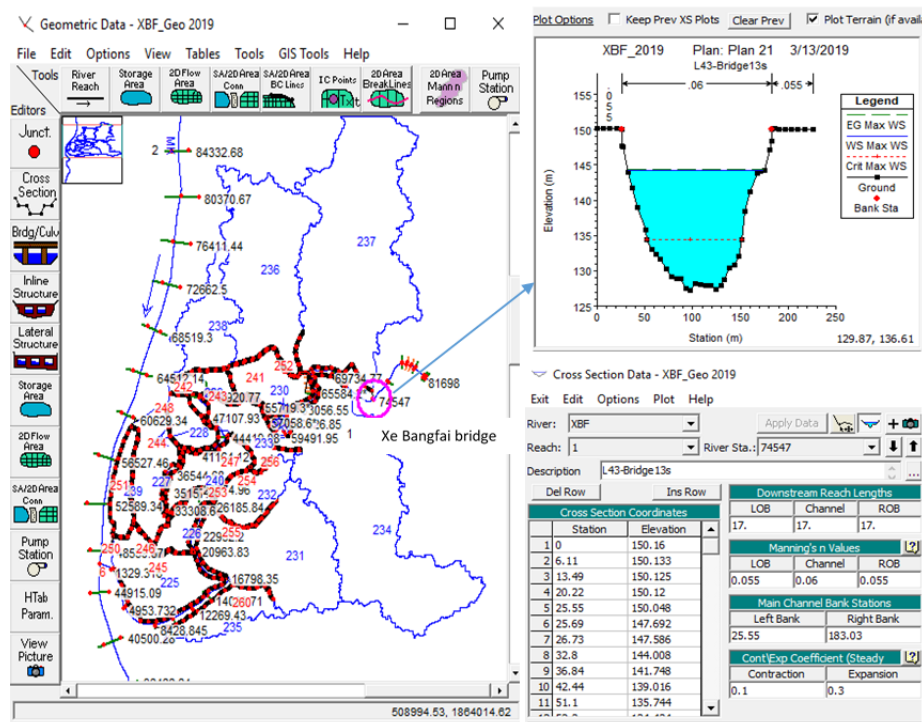 Geometric Data - XBF_Geo 2019
File Edit Options View Tables Tools GIS Tools Help
Tools
Editors
River
Reach
Storage
Area
2D Flow
Area
SA/2D Area
Conn
SA/2D Area
BC Lines
IC Points
2D Area
BreakLines
2D Area
Mann n
Regions
Pump
Station
Junct.
Cross
Section
Brdg/Culv
Inline
Structure
Lateral
Structure
Storage
Area
2D Flow
Area
SA/2D Area
Conn
Pump
Station
HTab
Param.
View
Picture
2
84332.68
80370.67
76411.44
72662.5
68519.3
64512.14
60629.34
56527.46
52589.34
44915.09
40500.28
237
236
238
252
241
230
242
243
248
244
228
69734.77
65584
81698
74547
47107.93
59491.95
1
Xe Bangfai bridge
247
256
254
253
240
232
227
239
251
26185.84
226
255
250
246
245
225
20963.83
231
234
16798.35
260
12269.43
4953.732
8428.845
235
6
508994.53, 1864014.62
Plot Options Keep Prev XS Plots Clear Prev Plot Terrain (if avail
XBF_2019 Plan: Plan 21 3/13/2019
L43-Bridge13s
.06 .055
Legend
EG Max WS
WS Max WS
Crit Max WS
Ground
Bank Sta
Elevation (m)
155
150
145
140
135
130
125
0 50 100 150 200 250
Station (m)
129.87, 136.61
Cross Section Data - XBF_Geo 2019
Exit Edit Options Plot Help
River: XBF Apply Data
Reach: 1 River Sta.: 74547
Description L43-Bridge13s
Del Row Ins Row
Cross Section Coordinates
Station Elevation
1 0 150.16
2 6.11 150.133
3 13.49 150.125
4 20.22 150.12
5 25.55 150.048
6 25.69 147.692
7 26.73 147.586
8 32.8 144.008
9 36.84 141.748
10 42.44 139.016
11 51.1 135.744
Downstream Reach Lengths
LOB Channel ROB
17. 17. 17.
Manning's n Values
LOB Channel ROB
0.055 0.06 0.055
Main Channel Bank Stations
Left Bank Right Bank
25.55 183.03
Cont\Exp Coefficient (Steady
Contraction Expansion
0.1 0.3